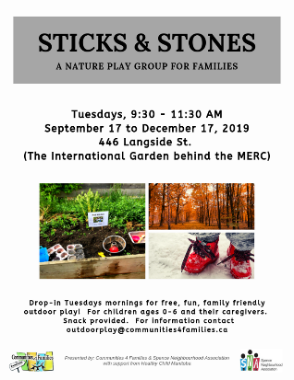 STICKS & STONES
A NATURE PLAY GROUP FOR FAMILIES
Tuesdays, 9:30 - 11:30 AM
September 17 to December 17, 2019
446 Langside St.
(The International Garden behind the MERC)
Drop-in Tuesdays mornings for free, fun, family friendly
outdoor play! For children ages 0-6 and their caregivers.
Snack provided. For information contact
outdoorplay@communities4families.ca
Communities 4 Families
Presented by: Communities 4 Families & Spence Neighbourhood Association
with support from Healthy Child Manitoba
Spence
Neighbourhood
Association